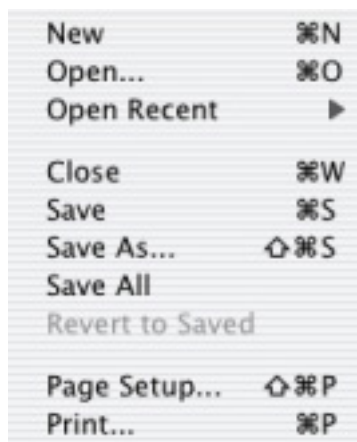 New ⌘N
Open... ⌘O
Open Recent ▶
Close ⌘W
Save ⌘S
Save As... ⇧⌘S
Save All
Revert to Saved
Page Setup... ⇧⌘P
Print... ⌘P